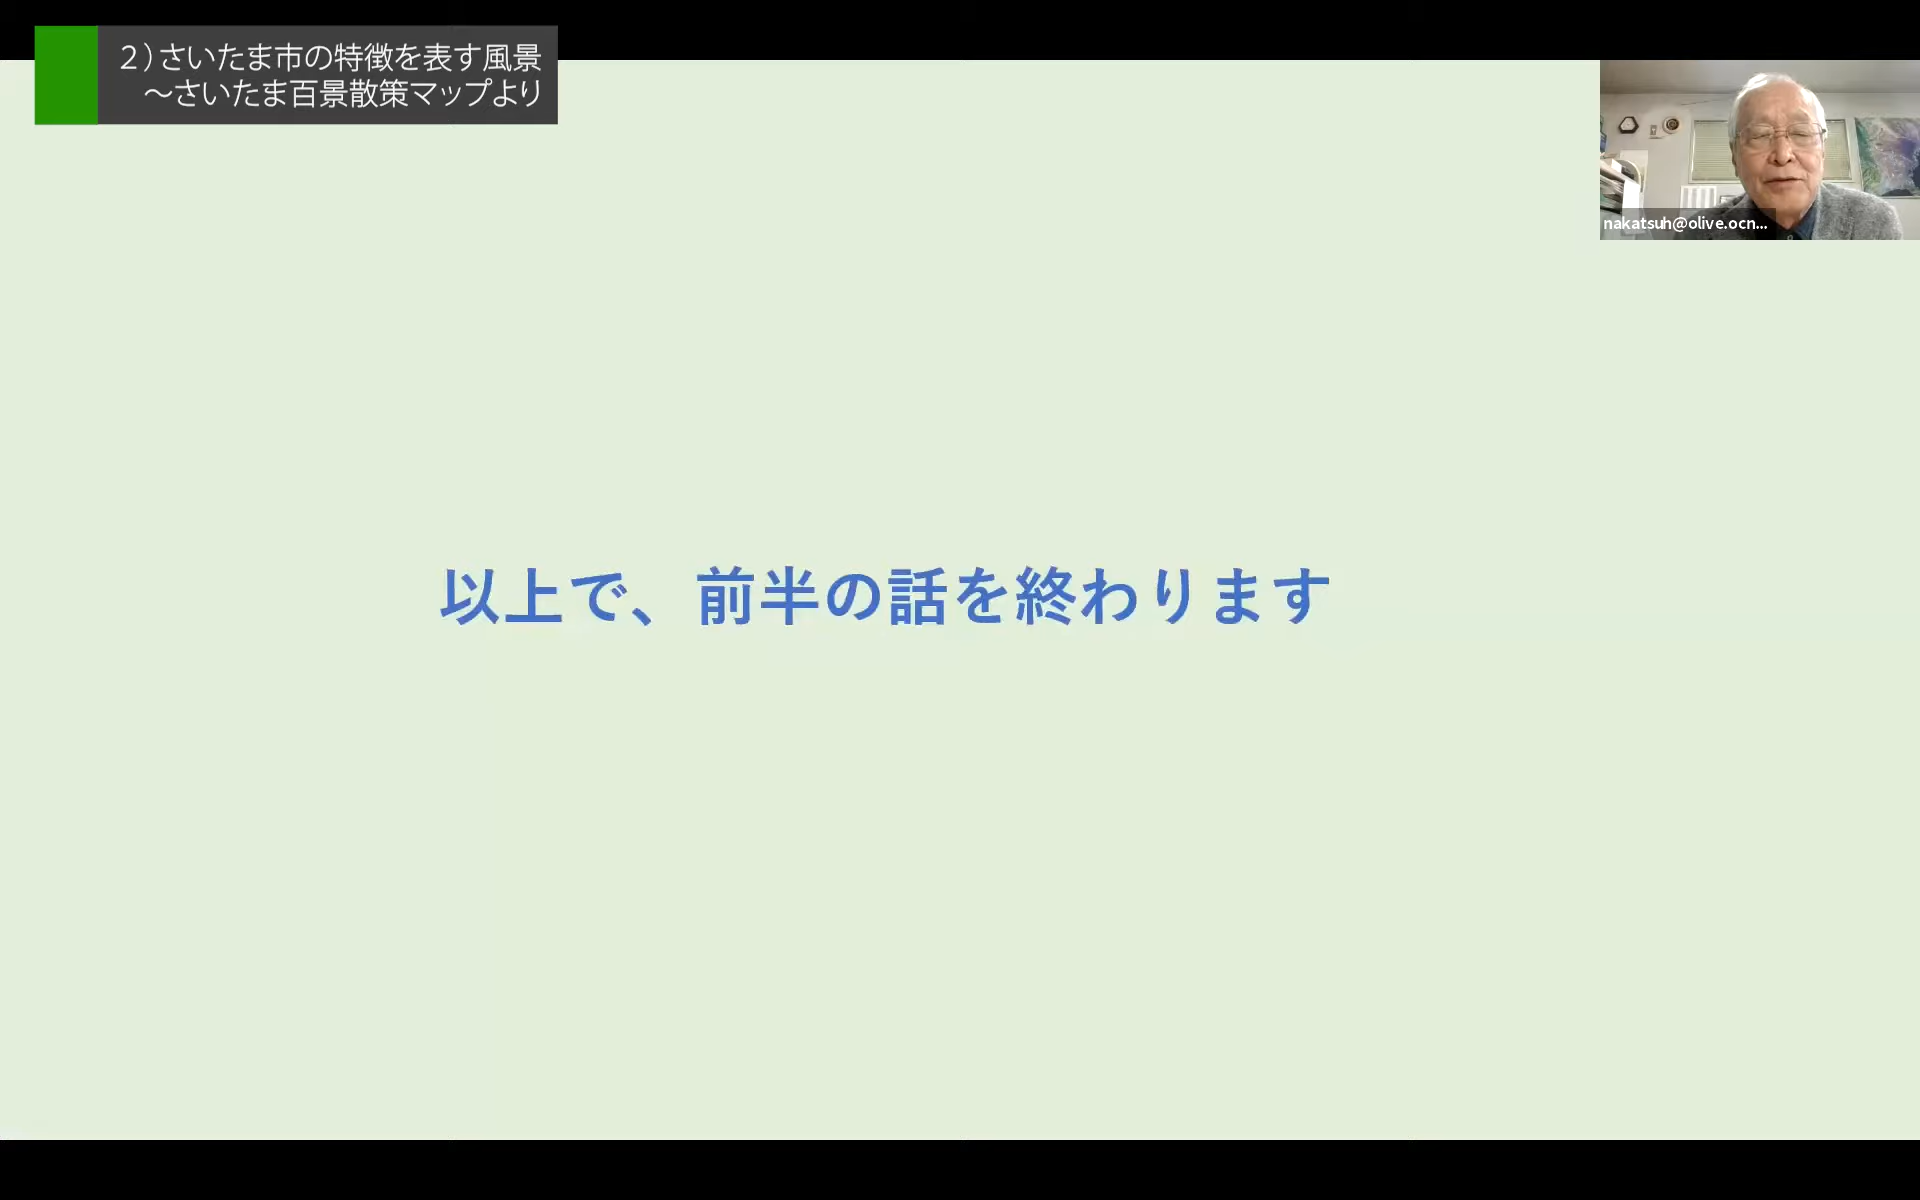 ２）さいたま市の特徴を表す風景
～さいたま百景散策マップより
nakatsuh@olive.ocn...
以上で、前半の話を終わります